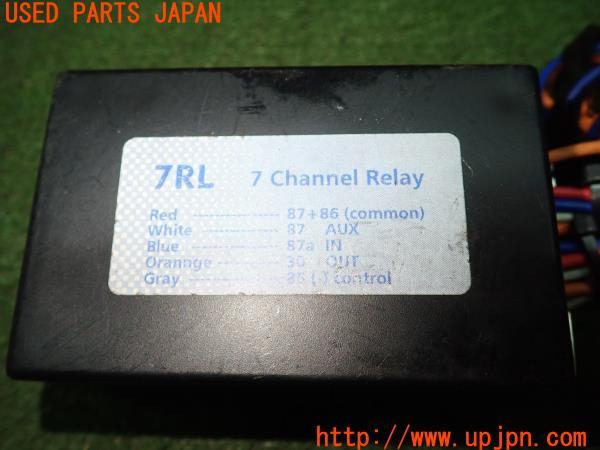 USED PARTS JAPAN
7RL 7 Channel Relay
Red ---------------- 87+86 (common)
White ---------------- 87 AUX
Blue ---------------- 87a IN
Orannge ------------ 30 OUT
Gray ---------------- 85 (-) control
http://www.upjpn.com